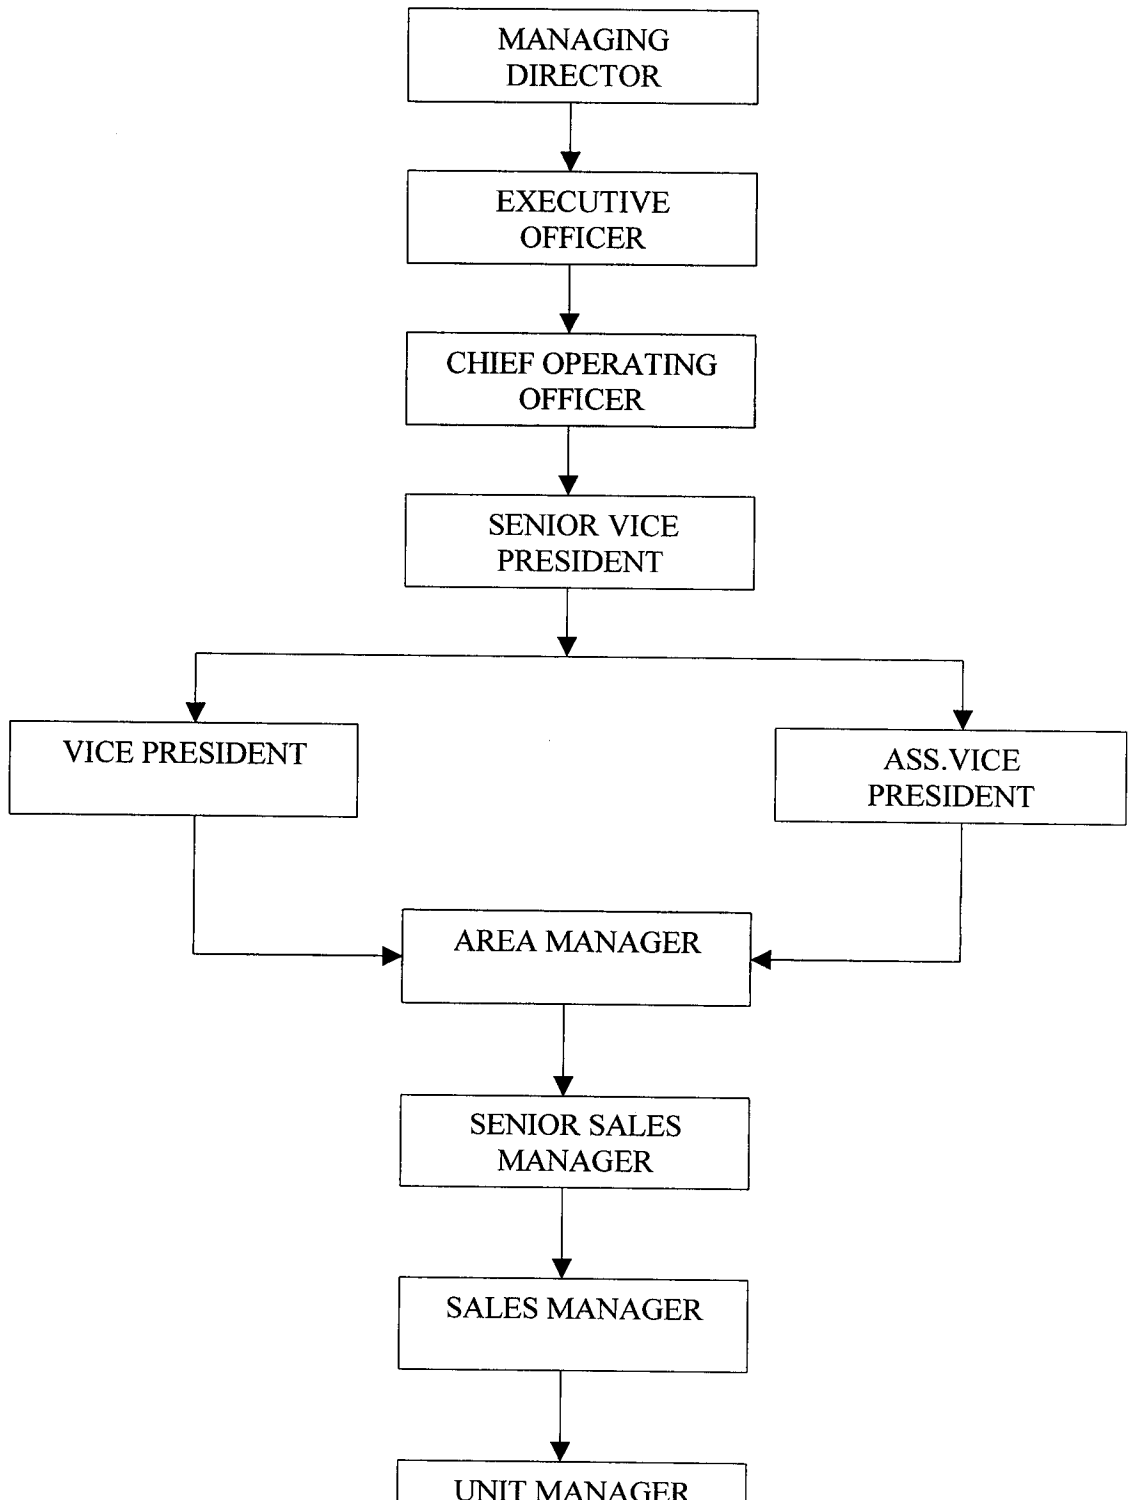 MANAGING
DIRECTOR
EXECUTIVE
OFFICER
CHIEF OPERATING
OFFICER
SENIOR VICE
PRESIDENT
VICE PRESIDENT
ASS.VICE
PRESIDENT
AREA MANAGER
SENIOR SALES
MANAGER
SALES MANAGER
UNIT MANAGER